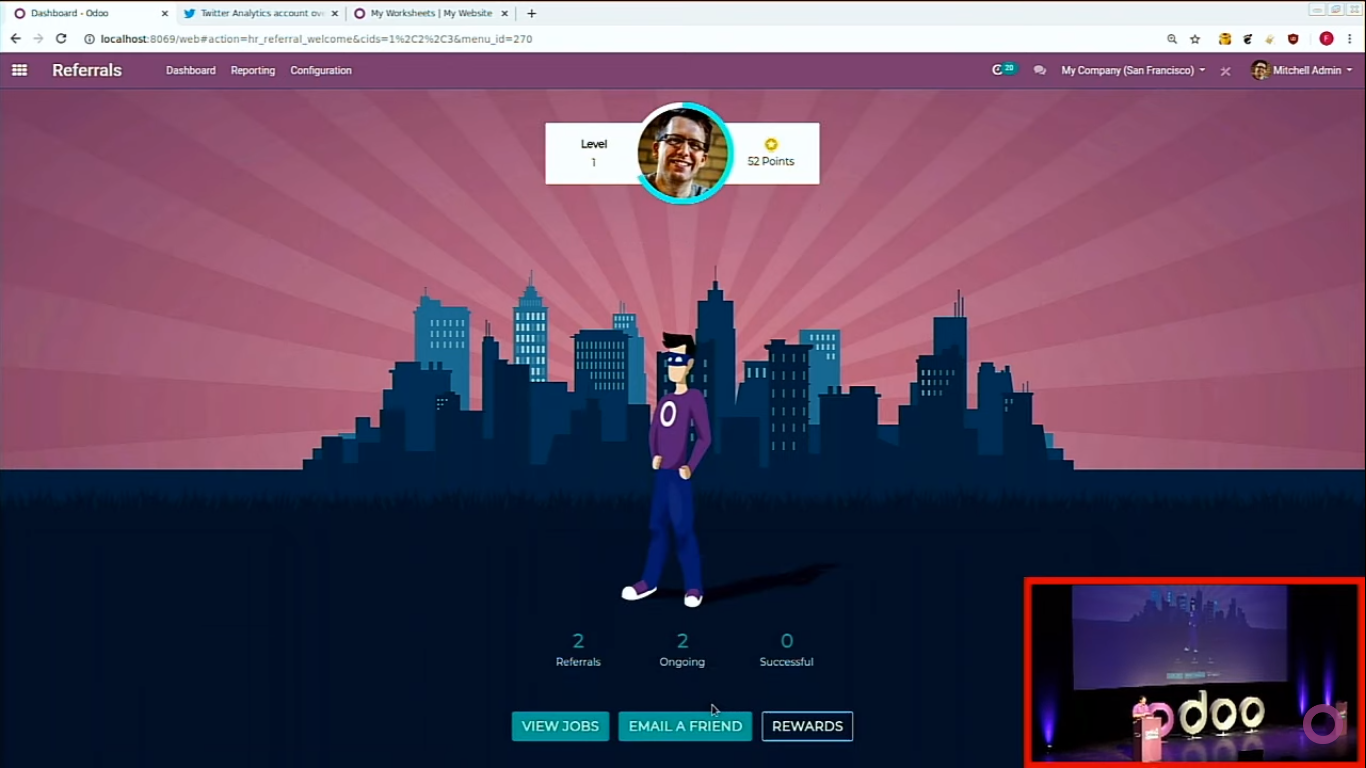 Dashboard - Odoo
Twitter Analytics account ov
My Worksheets | My Website
localhost:8069/web#action=hr_referral_welcome&cids=1%2C2%2C3&menu_id=270
F
Referrals
Dashboard
Reporting
Configuration
20
My Company (San Francisco)
Mitchell Admin
Level
1
52 Points
O
2
2
0
Referrals
Ongoing
Successful
VIEW JOBS
EMAIL A FRIEND
REWARDS
odoo